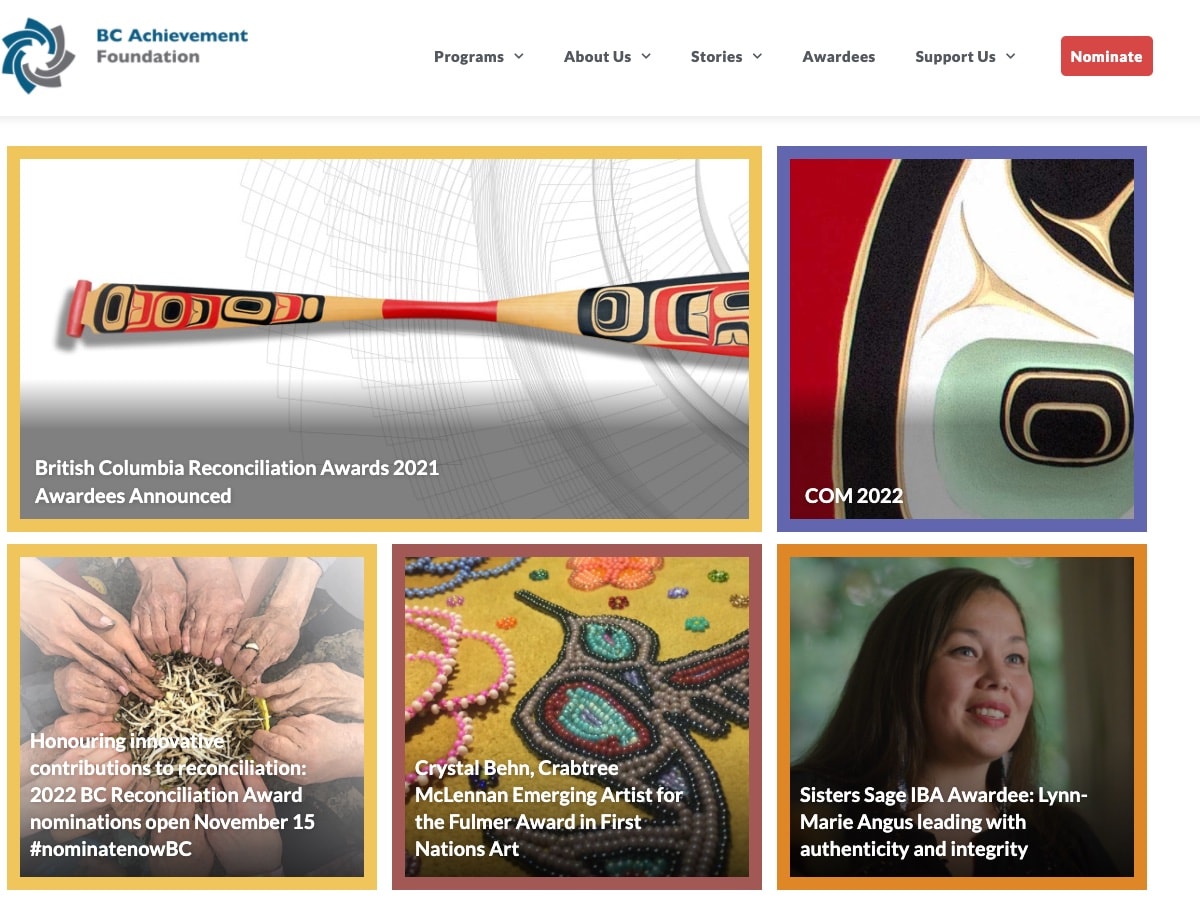 BC Achievement
Foundation
Programs
About Us
Stories
Awardees
Support Us
Nominate
British Columbia Reconciliation Awards 2021
Awardees Announced
COM 2022
Honouring innovative
contributions to reconciliation:
2022 BC Reconciliation Award
nominations open November 15
#nominatenowBC
Crystal Behn, Crabtree
McLennan Emerging Artist for
the Fulmer Award in First
Nations Art
Sisters Sage IBA Awardee: Lynn-
Marie Angus leading with
authenticity and integrity